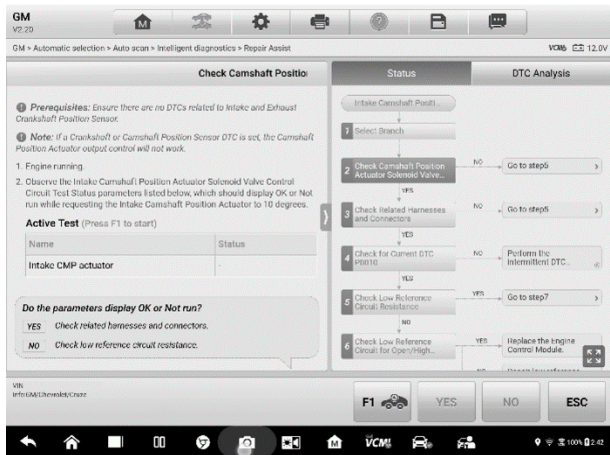 GM
V2.20
GM > Automatic selection > Auto scan > Intelligent diagnostics > Repair Assist
VCMI 12.0V
Check Camshaft Positio
Status
DTC Analysis
Prerequisites: Ensure there are no DTCs related to Intake and Exhaust
Crankshaft Position Sensor.
Note: If a Crankshaft or Camshaft Position Sensor DTC is set, the Camshaft
Position Actuator output control will not work.
1. Engine running.
2. Observe the Intake Camshaft Position Actuator Solenoid Valve Control
Circuit Test Status parameters listed below, which should display OK or Not
run while requesting the Intake Camshaft Position Actuator to 10 degrees.
Active Test (Press F1 to start)
Name
Status
Intake CMP actuator
-
Do the parameters display OK or Not run?
YES Check related harnesses and connectors.
NO Check low reference circuit resistance.
Intake Camshaft Positi...
1 Select Branch
2 Check Camshaft Position
Actuator Solenoid Valve...
NO
Go to step5
YES
3 Check Related Harnesses
and Connectors
NO
Go to step5
YES
4 Check for Current DTC
P0010
NO
Perform the
Intermittent DTC...
YES
5 Check Low Reference
Circuit Resistance
YES
Go to step7
NO
6 Check Low Reference
Circuit for Open/High...
YES
Replace the Engine
Control Module.
VIN
Info:GM/Chevrolet/Cruze
F1
YES
NO
ESC
VCMI
100% 2:42